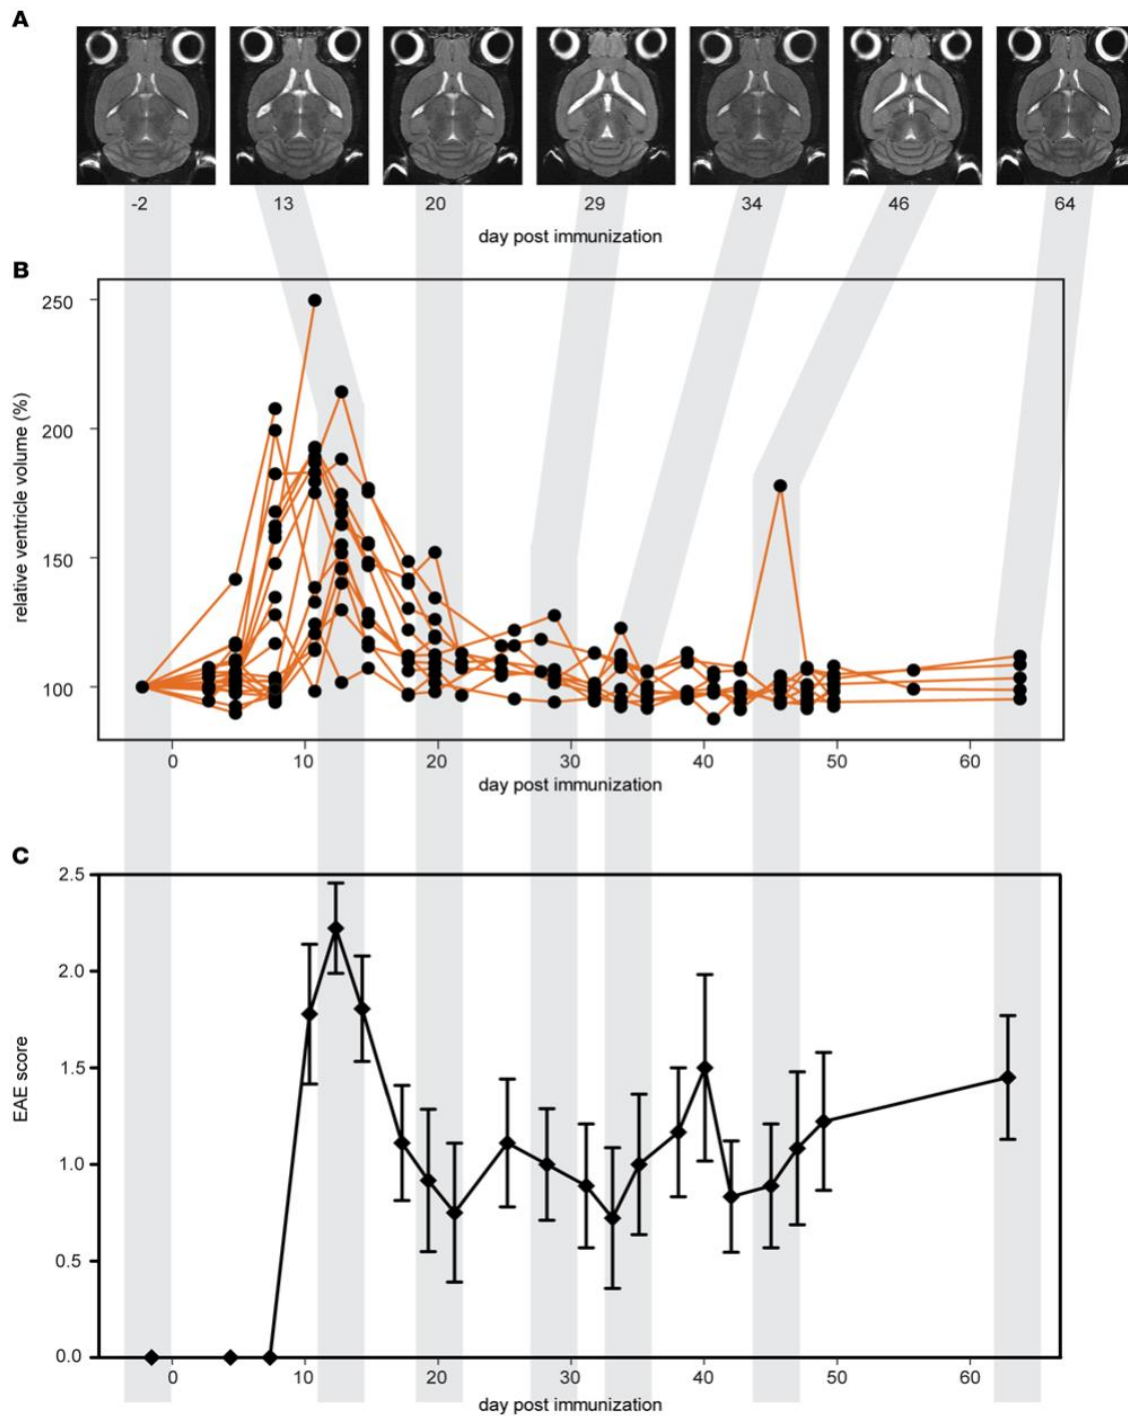 A
-2 13 20 29 34 46 64
day post immunization
B
250
200
150
100
relative ventricle volume (%)
0 10 20 30 40 50 60
day post immunization
C
2.5
2.0
1.5
1.0
0.5
0.0
EAE score
0 10 20 30 40 50 60
day post immunization